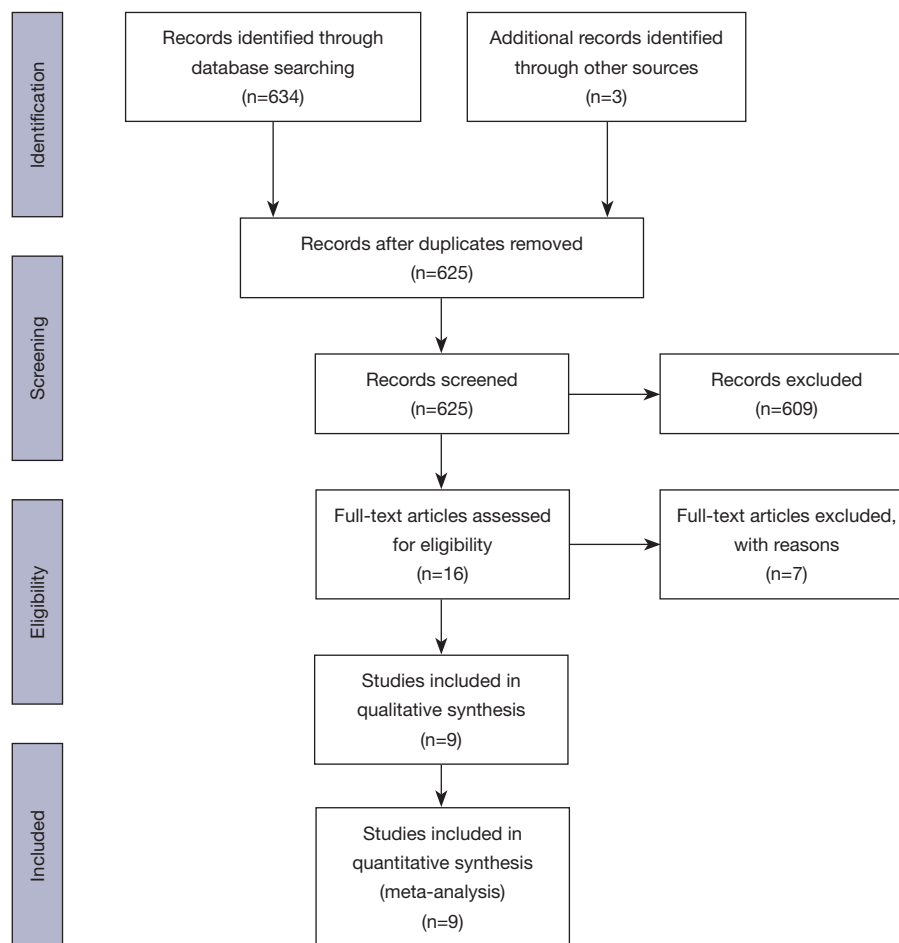 Identification
Records identified through
database searching
(n=634)
Additional records identified
through other sources
(n=3)
Records after duplicates removed
(n=625)
Screening
Records screened
(n=625)
Records excluded
(n=609)
Eligibility
Full-text articles assessed
for eligibility
(n=16)
Full-text articles excluded,
with reasons
(n=7)
Studies included in
qualitative synthesis
(n=9)
Included
Studies included in
quantitative synthesis
(meta-analysis)
(n=9)